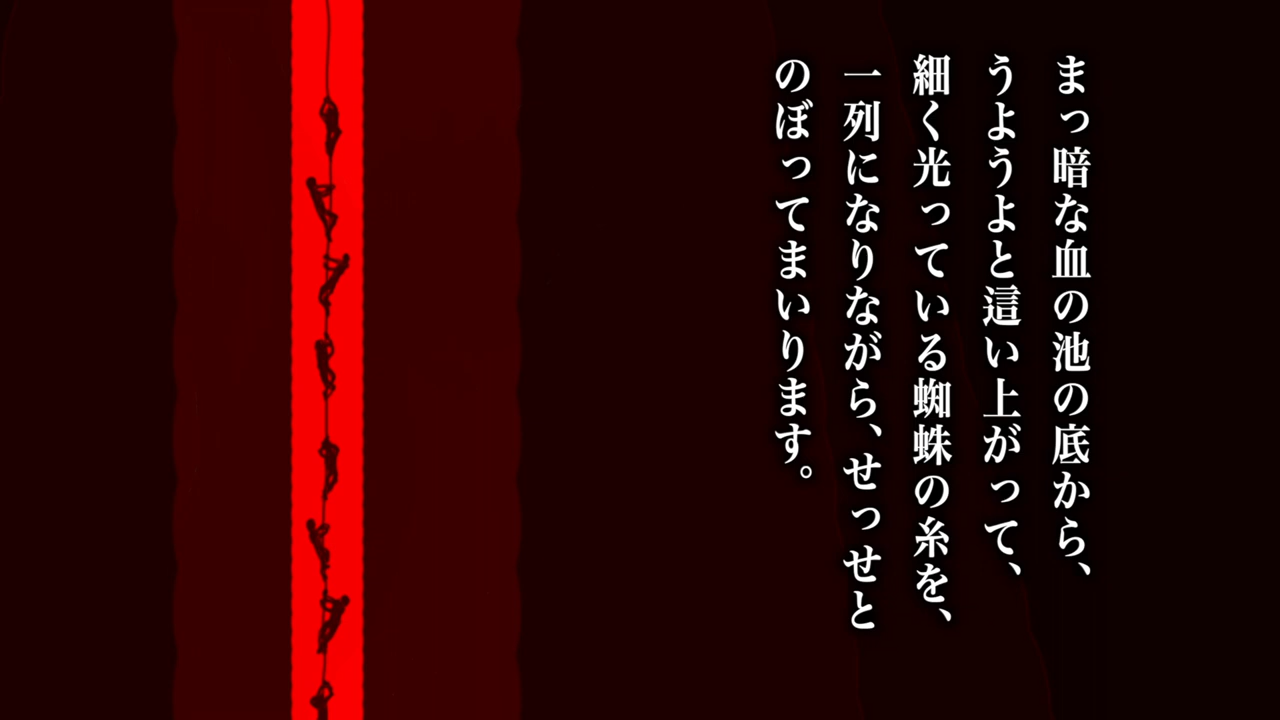 まっ暗な血の池の底から、
うようよと這い上がって、
細く光っている蜘蛛の糸を、
一列になりながら、せっせと
のぼってまいります。